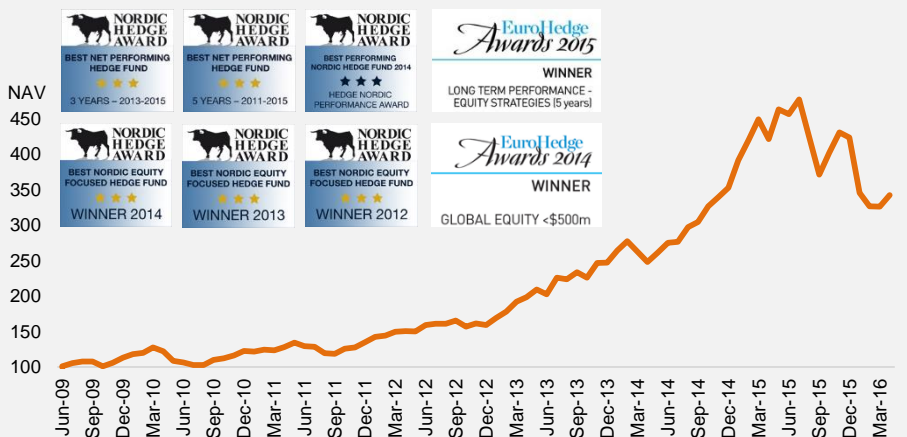 NORDIC
HEDGE
AWARD
BEST NET PERFORMING
HEDGE FUND
3 YEARS – 2013-2015
NORDIC
HEDGE
AWARD
BEST NET PERFORMING
HEDGE FUND
5 YEARS – 2011-2015
NORDIC
HEDGE
AWARD
BEST PERFORMING
NORDIC HEDGE FUND 2014
HEDGE NORDIC
PERFORMANCE AWARD
EuroHedge
Awards 2015
WINNER
LONG TERM PERFORMANCE -
EQUITY STRATEGIES (5 years)
NORDIC
HEDGE
AWARD
BEST NORDIC EQUITY
FOCUSED HEDGE FUND
WINNER 2014
NORDIC
HEDGE
AWARD
BEST NORDIC EQUITY
FOCUSED HEDGE FUND
WINNER 2013
NORDIC
HEDGE
AWARD
BEST NORDIC EQUITY
FOCUSED HEDGE FUND
WINNER 2012
EuroHedge
Awards 2014
WINNER
GLOBAL EQUITY <$500m
NAV
450
400
350
300
250
200
150
100
Jun-09
Sep-09
Dec-09
Mar-10
Jun-10
Sep-10
Dec-10
Mar-11
Jun-11
Sep-11
Dec-11
Mar-12
Jun-12
Sep-12
Dec-12
Mar-13
Jun-13
Sep-13
Dec-13
Mar-14
Jun-14
Sep-14
Dec-14
Mar-15
Jun-15
Sep-15
Dec-15
Mar-16